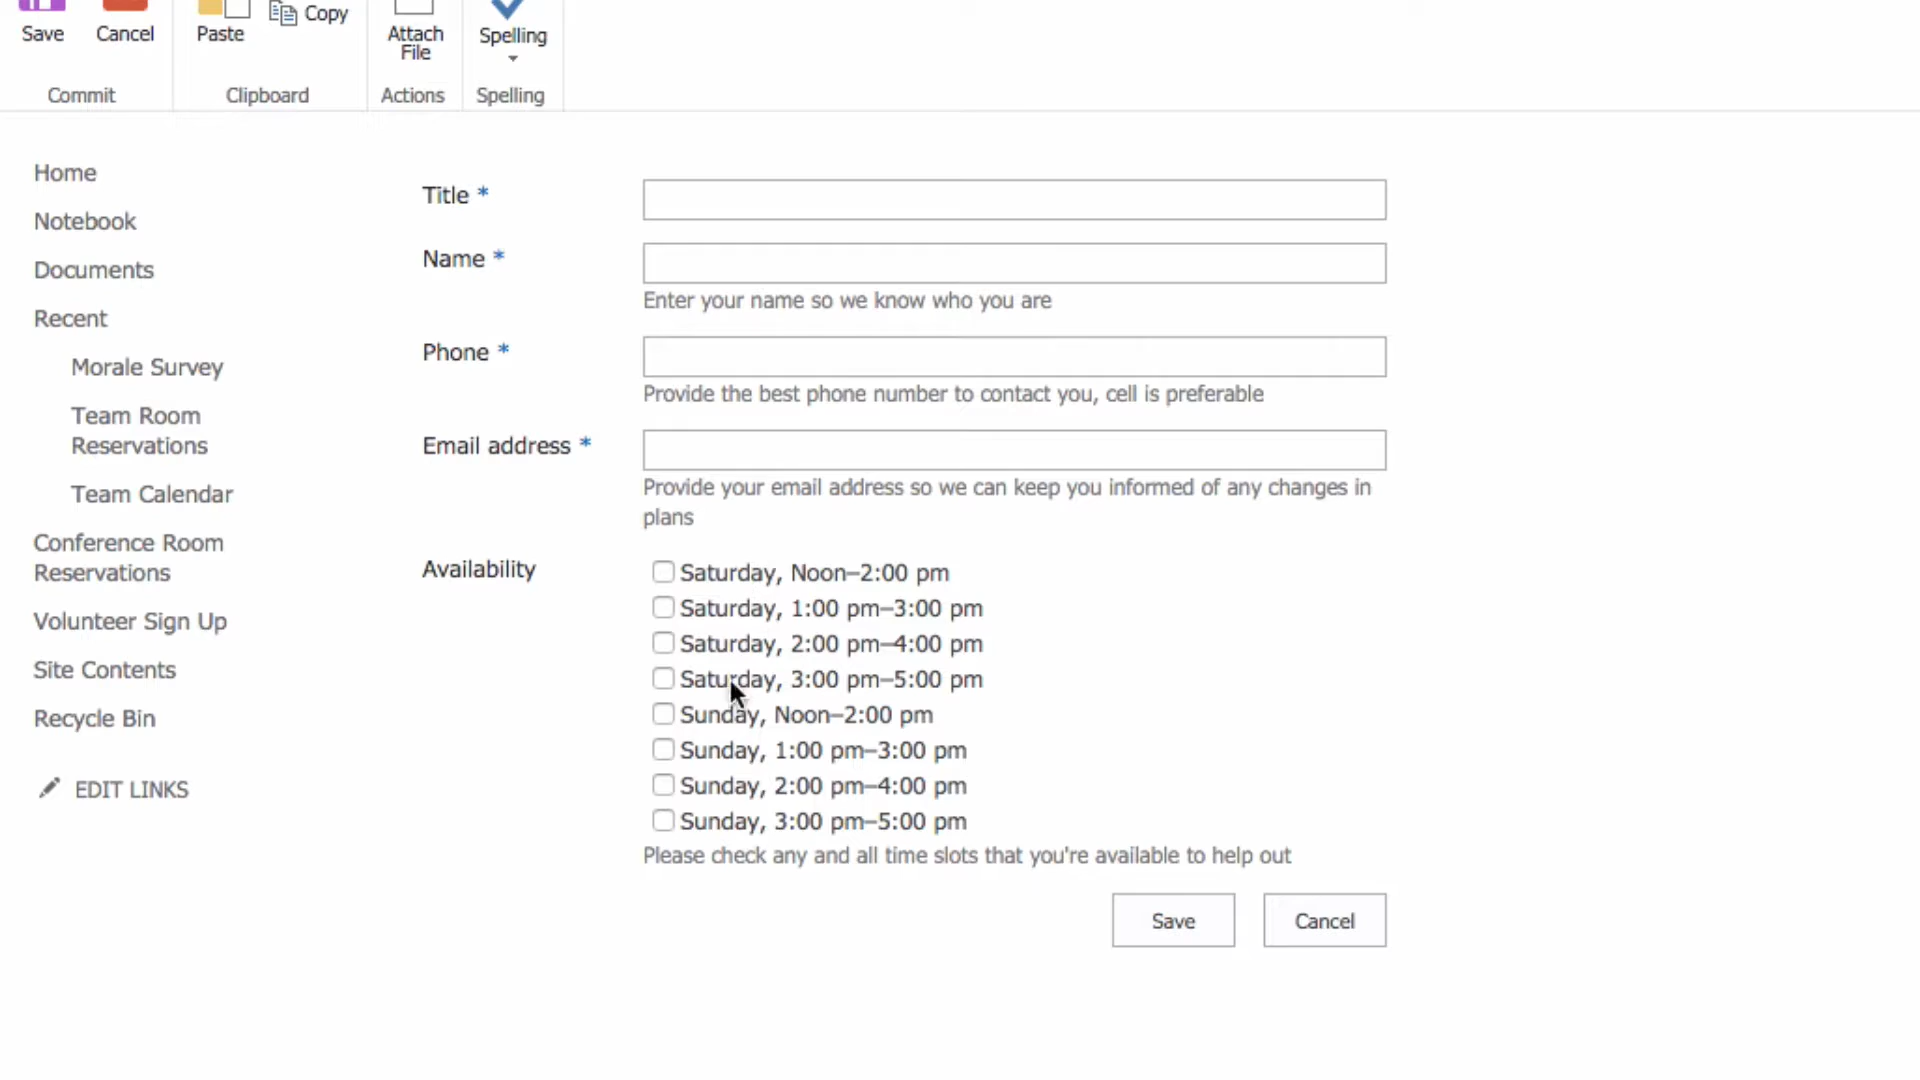 Save Cancel Paste Copy Attach File Spelling
Commit Clipboard Actions Spelling
Home
Notebook
Documents
Recent
Morale Survey
Team Room
Reservations
Team Calendar
Conference Room
Reservations
Volunteer Sign Up
Site Contents
Recycle Bin
EDIT LINKS
Title *
Name *
Enter your name so we know who you are
Phone *
Provide the best phone number to contact you, cell is preferable
Email address *
Provide your email address so we can keep you informed of any changes in
plans
Availability
Saturday, Noon–2:00 pm
Saturday, 1:00 pm–3:00 pm
Saturday, 2:00 pm–4:00 pm
Saturday, 3:00 pm–5:00 pm
Sunday, Noon–2:00 pm
Sunday, 1:00 pm–3:00 pm
Sunday, 2:00 pm–4:00 pm
Sunday, 3:00 pm–5:00 pm
Please check any and all time slots that you're available to help out
Save Cancel